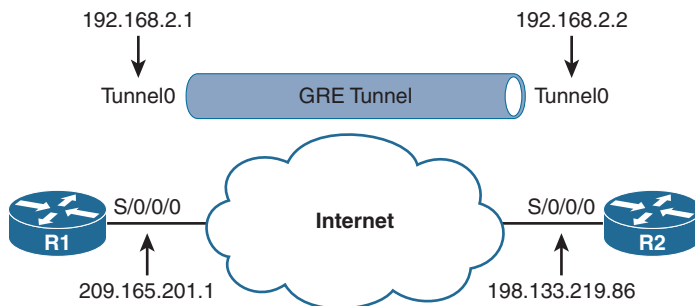 192.168.2.1
192.168.2.2
Tunnel0
GRE Tunnel
Tunnel0
S/0/0/0
Internet
S/0/0/0
R1
R2
209.165.201.1
198.133.219.86